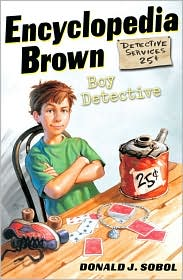 Encyclopedia
Brown
DETECTIVE
SERVICES
25¢
Boy
Detective
25¢
DONALD J. SOBOL